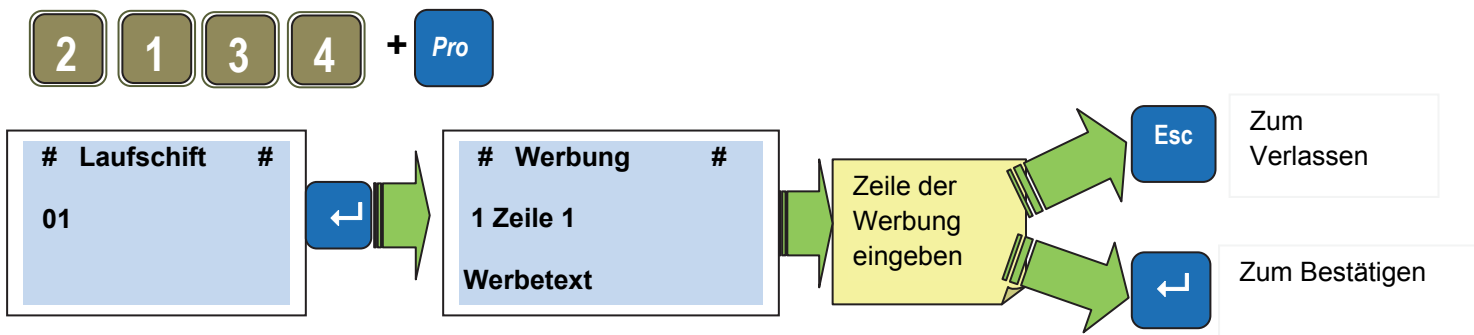 2 1 3 4 + Pro
# Laufschift #
01
# Werbung #
1 Zeile 1
Werbetext
Zeile der
Werbung
eingeben
Esc
Zum
Verlassen
Zum Bestätigen